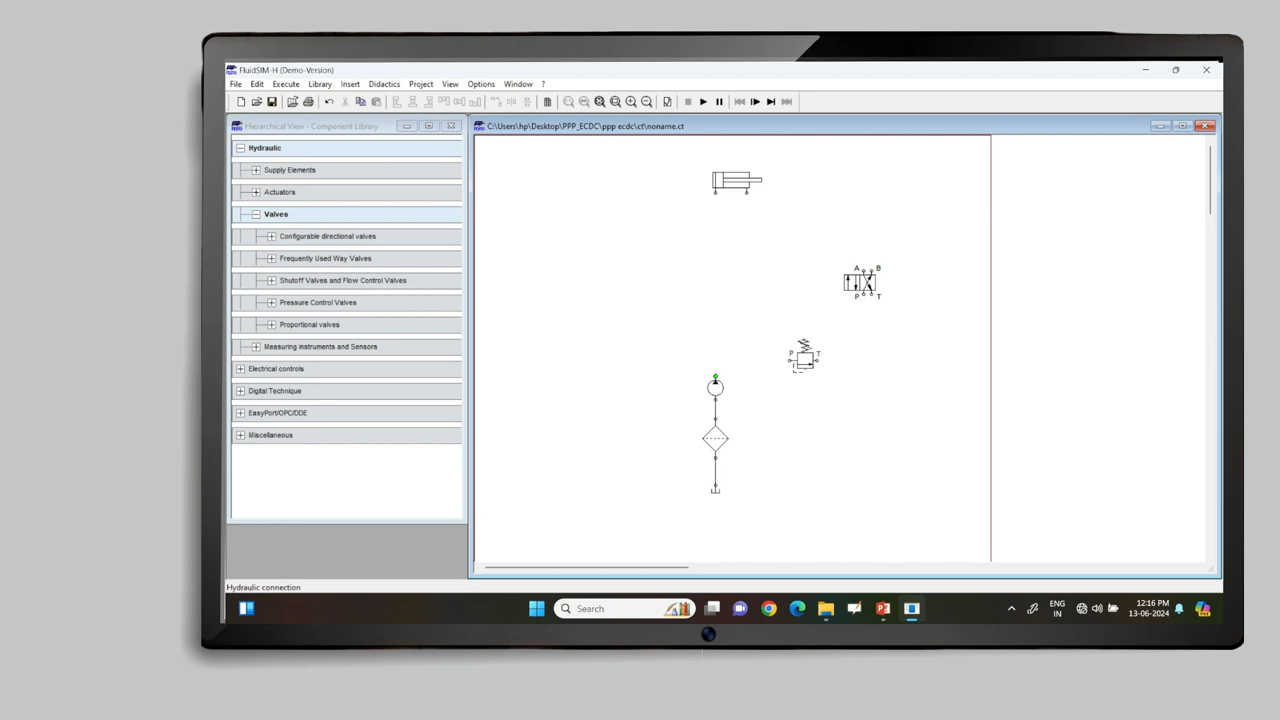 FluidSIM-H (Demo-Version)
File Edit Execute Library Insert Didactics Project View Options Window ?
Hierarchical View - Component Library
C:\Users\hp\Desktop\PPP_ECDC\ppp ecdc\ct\noname.ct
Hydraulic
Supply Elements
Actuators
Valves
Configurable directional valves
Frequently Used Way Valves
Shutoff Valves and Flow Control Valves
Pressure Control Valves
Proportional valves
Measuring instruments and Sensors
Electrical controls
Digital Technique
EasyPort/OPC/DDE
Miscellaneous
A B
P T
P T
Hydraulic connection
Search
ENG
IN
12:16 PM
13-06-2024